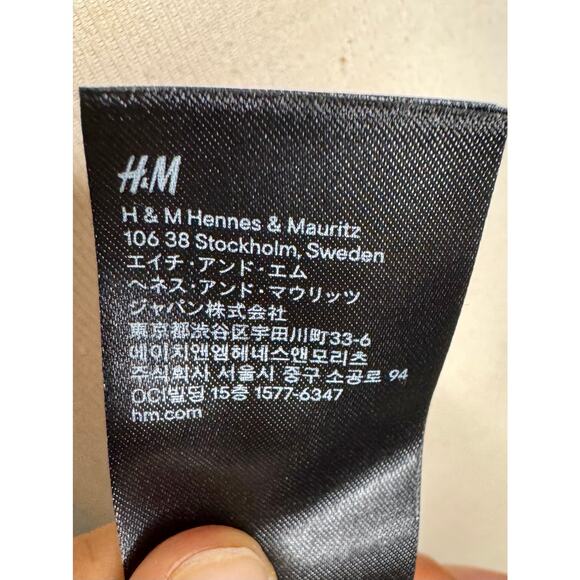 H&M
H & M Hennes & Mauritz
106 38 Stockholm, Sweden
エイチ・アンド・エム
ヘネス・アンド・マウリッツ
ジャパン株式会社
東京都渋谷区宇田川町33-6
에이치앤엠헤네스앤모리츠
주식회사 서울시 중구 소공로 94
OCI빌딩 15층 1577-6347
hm.com